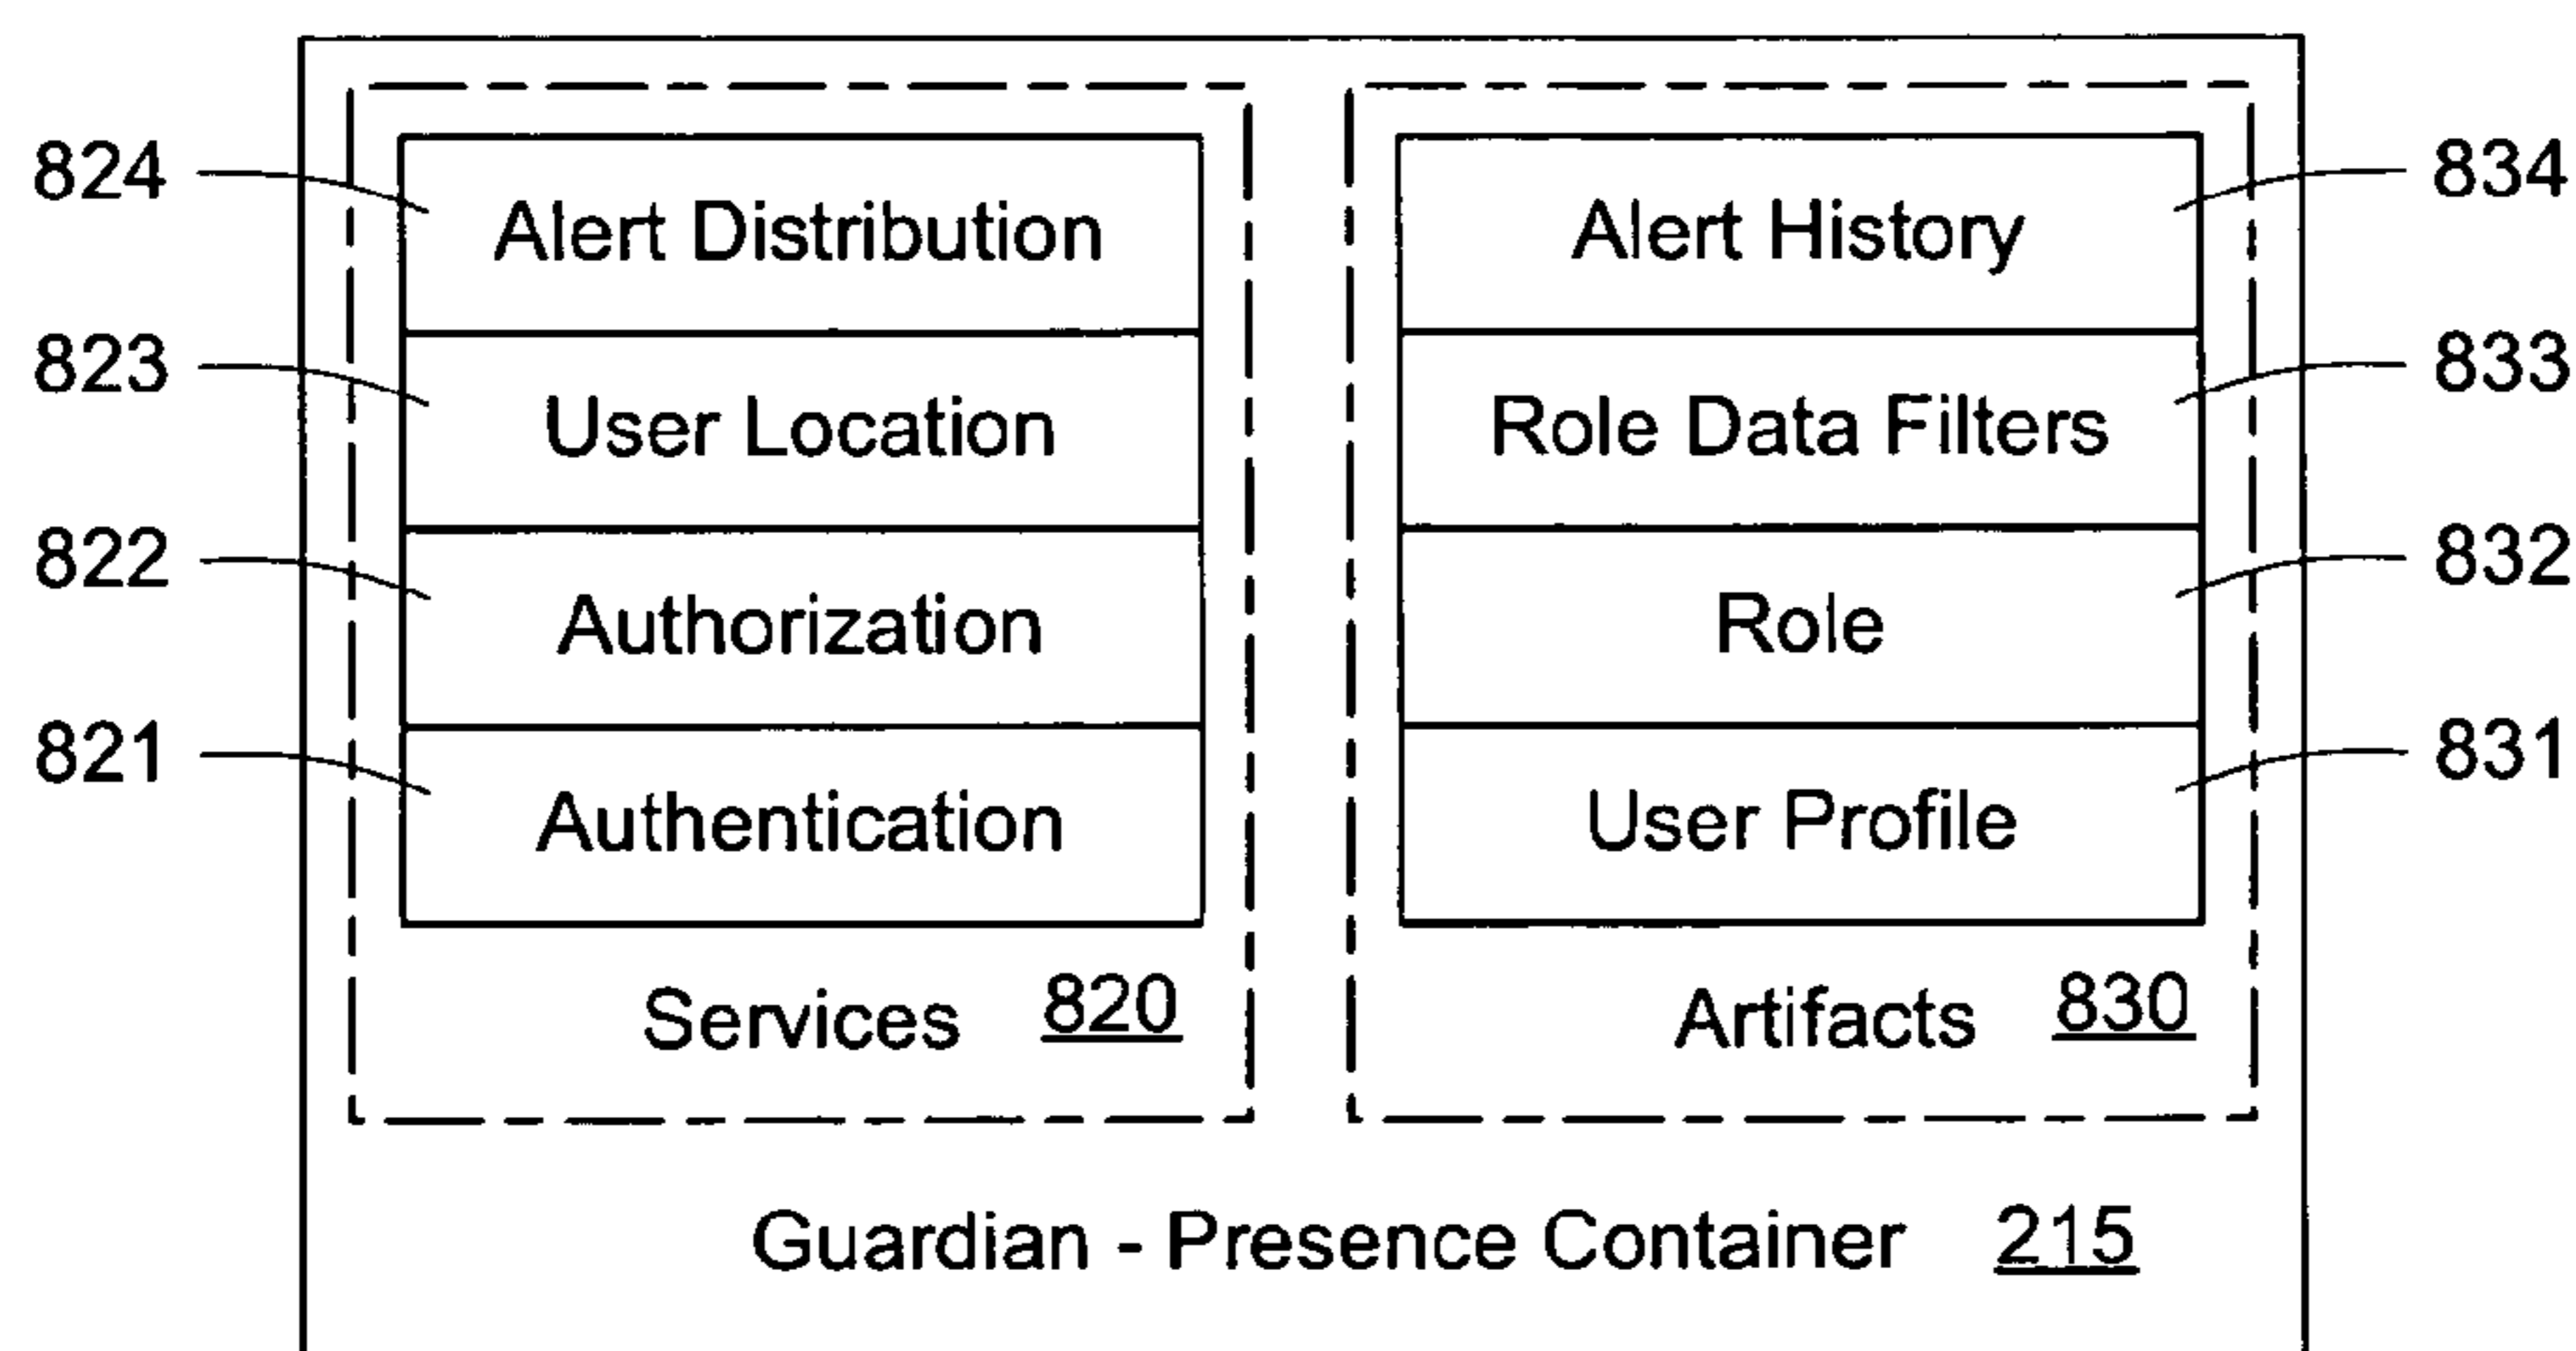 824 Alert Distribution Alert History 834
823 User Location Role Data Filters 833
822 Authorization Role 832
821 Authentication User Profile 831
Services 820 Artifacts 830
Guardian - Presence Container 215